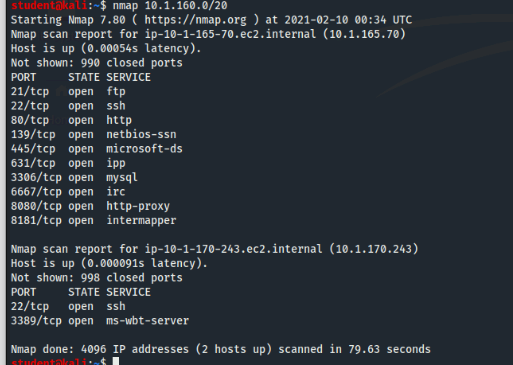 student@kali:~$ nmap 10.1.160.0/20
Starting Nmap 7.80 ( https://nmap.org ) at 2021-02-10 00:34 UTC
Nmap scan report for ip-10-1-165-70.ec2.internal (10.1.165.70)
Host is up (0.00054s latency).
Not shown: 990 closed ports
PORT     STATE SERVICE
21/tcp   open  ftp
22/tcp   open  ssh
80/tcp   open  http
139/tcp  open  netbios-ssn
445/tcp  open  microsoft-ds
631/tcp  open  ipp
3306/tcp open  mysql
6667/tcp open  irc
8080/tcp open  http-proxy
8181/tcp open  intermapper

Nmap scan report for ip-10-1-170-243.ec2.internal (10.1.170.243)
Host is up (0.000091s latency).
Not shown: 998 closed ports
PORT     STATE SERVICE
22/tcp   open  ssh
3389/tcp open  ms-wbt-server

Nmap done: 4096 IP addresses (2 hosts up) scanned in 79.63 seconds
student@kali:~$